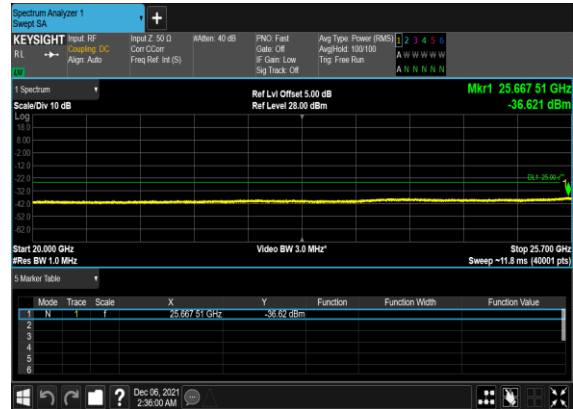 Spectrum Analyzer 1
Swept SA
+
KEYSIGHT Input: RF Input Z: 50 Ω #Atten: 40 dB PNO: Fast Avg Type: Power (RMS) 1 2 3 4 5 6
RL Coupling: DC Corr CCorr Gate: Off Avg|Hold: 100/100 A W W W W W
Align: Auto Freq Ref: Int (S) IF Gain: Low Trig: Free Run
Sig Track: Off A N N N N N
LXI
1 Spectrum Ref Lvl Offset 5.00 dB Mkr1 25.667 51 GHz
Scale/Div 10 dB Ref Level 28.00 dBm -36.621 dBm
Log
18.0
8.00
-2.00
-12.0
-22.0 DL1 -25.00
-32.0
-42.0
-52.0
-62.0
Start 20.000 GHz Video BW 3.0 MHz* Stop 25.700 GHz
#Res BW 1.0 MHz Sweep ~11.8 ms (40001 pts)
5 Marker Table
Mode Trace Scale X Y Function Function Width Function Value
1 N 1 f 25.667 51 GHz -36.62 dBm
2
3
4
5
6
? Dec 06, 2021
2:36:00 AM